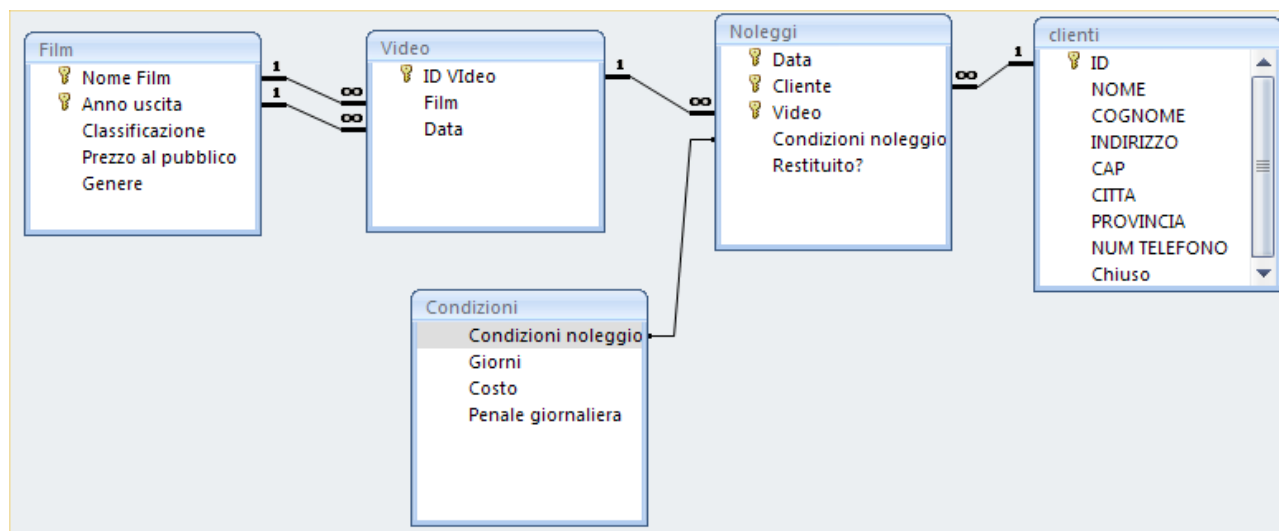 Film
Nome Film
Anno uscita
Classificazione
Prezzo al pubblico
Genere
1
1
∞
∞
Video
ID VIdeo
Film
Data
1
∞
Noleggi
Data
Cliente
Video
Condizioni noleggio
Restituito?
∞
1
clienti
ID
NOME
COGNOME
INDIRIZZO
CAP
CITTA
PROVINCIA
NUM TELEFONO
Chiuso
Condizioni
Condizioni noleggio
Giorni
Costo
Penale giornaliera